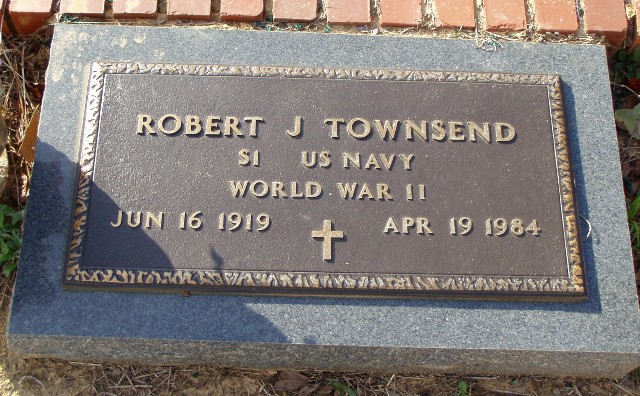 ROBERT J TOWNSEND
S1 US NAVY
WORLD WAR II
JUN 16 1919 APR 19 1984